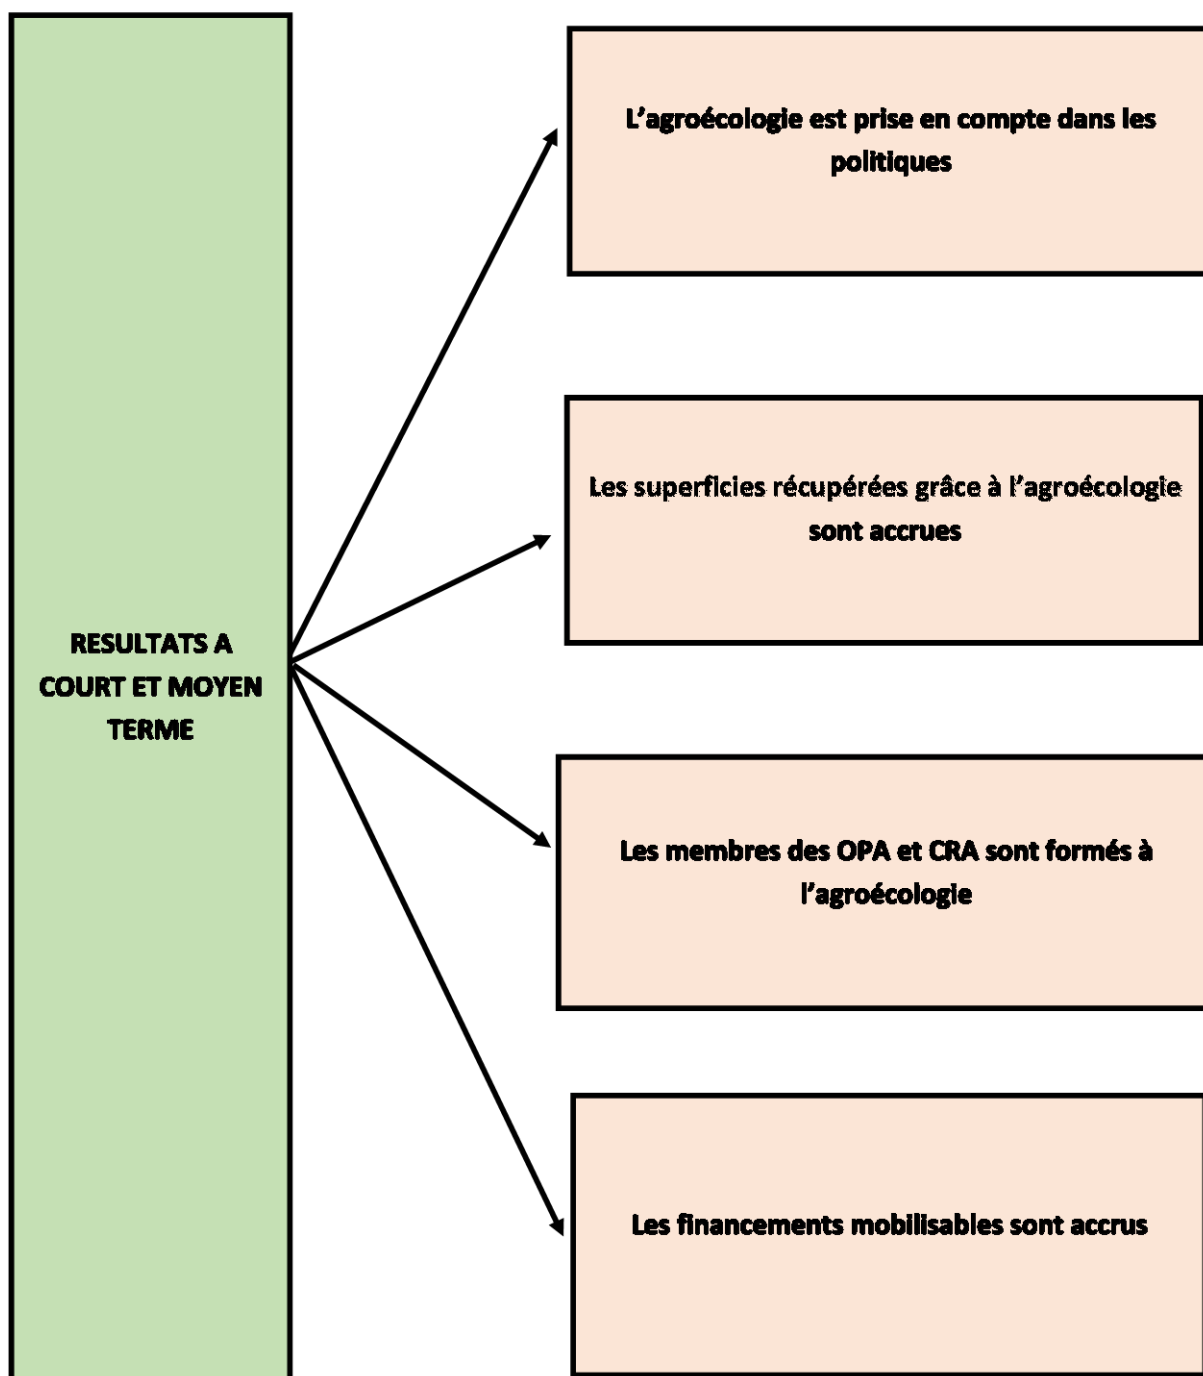 RESULTATS A
COURT ET MOYEN
TERME
L’agroécologie est prise en compte dans les
politiques
Les superficies récupérées grâce à l’agroécologie
sont accrues
Les membres des OPA et CRA sont formés à
l’agroécologie
Les financements mobilisables sont accrus